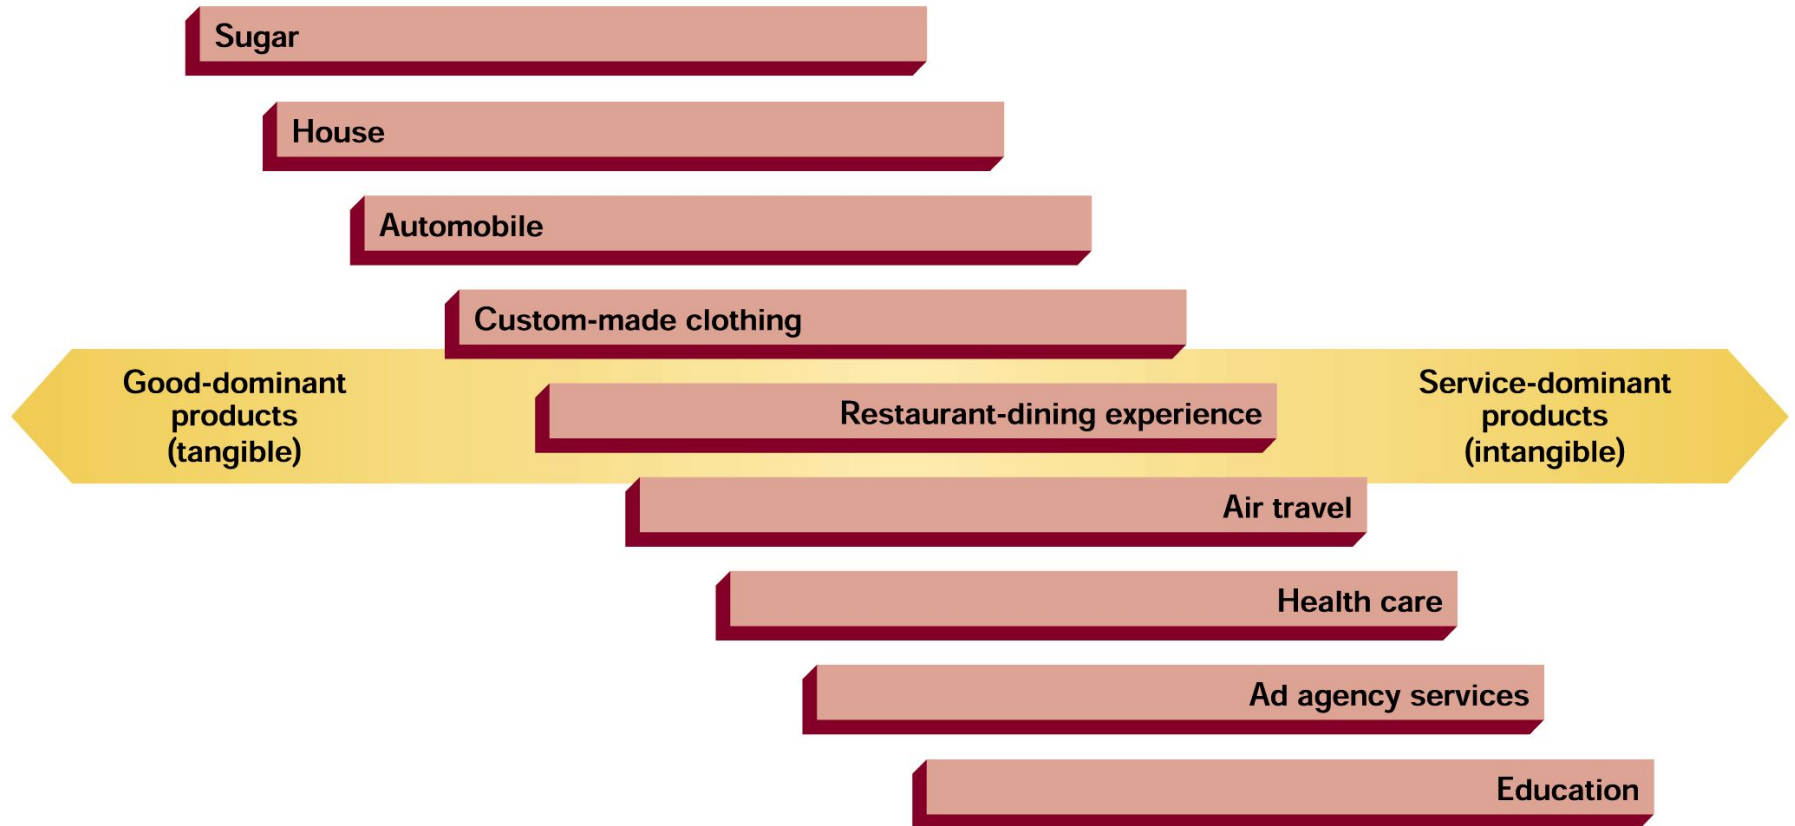 Sugar
House
Automobile
Custom-made clothing
Good-dominant
products
(tangible)
Restaurant-dining experience
Service-dominant
products
(intangible)
Air travel
Health care
Ad agency services
Education